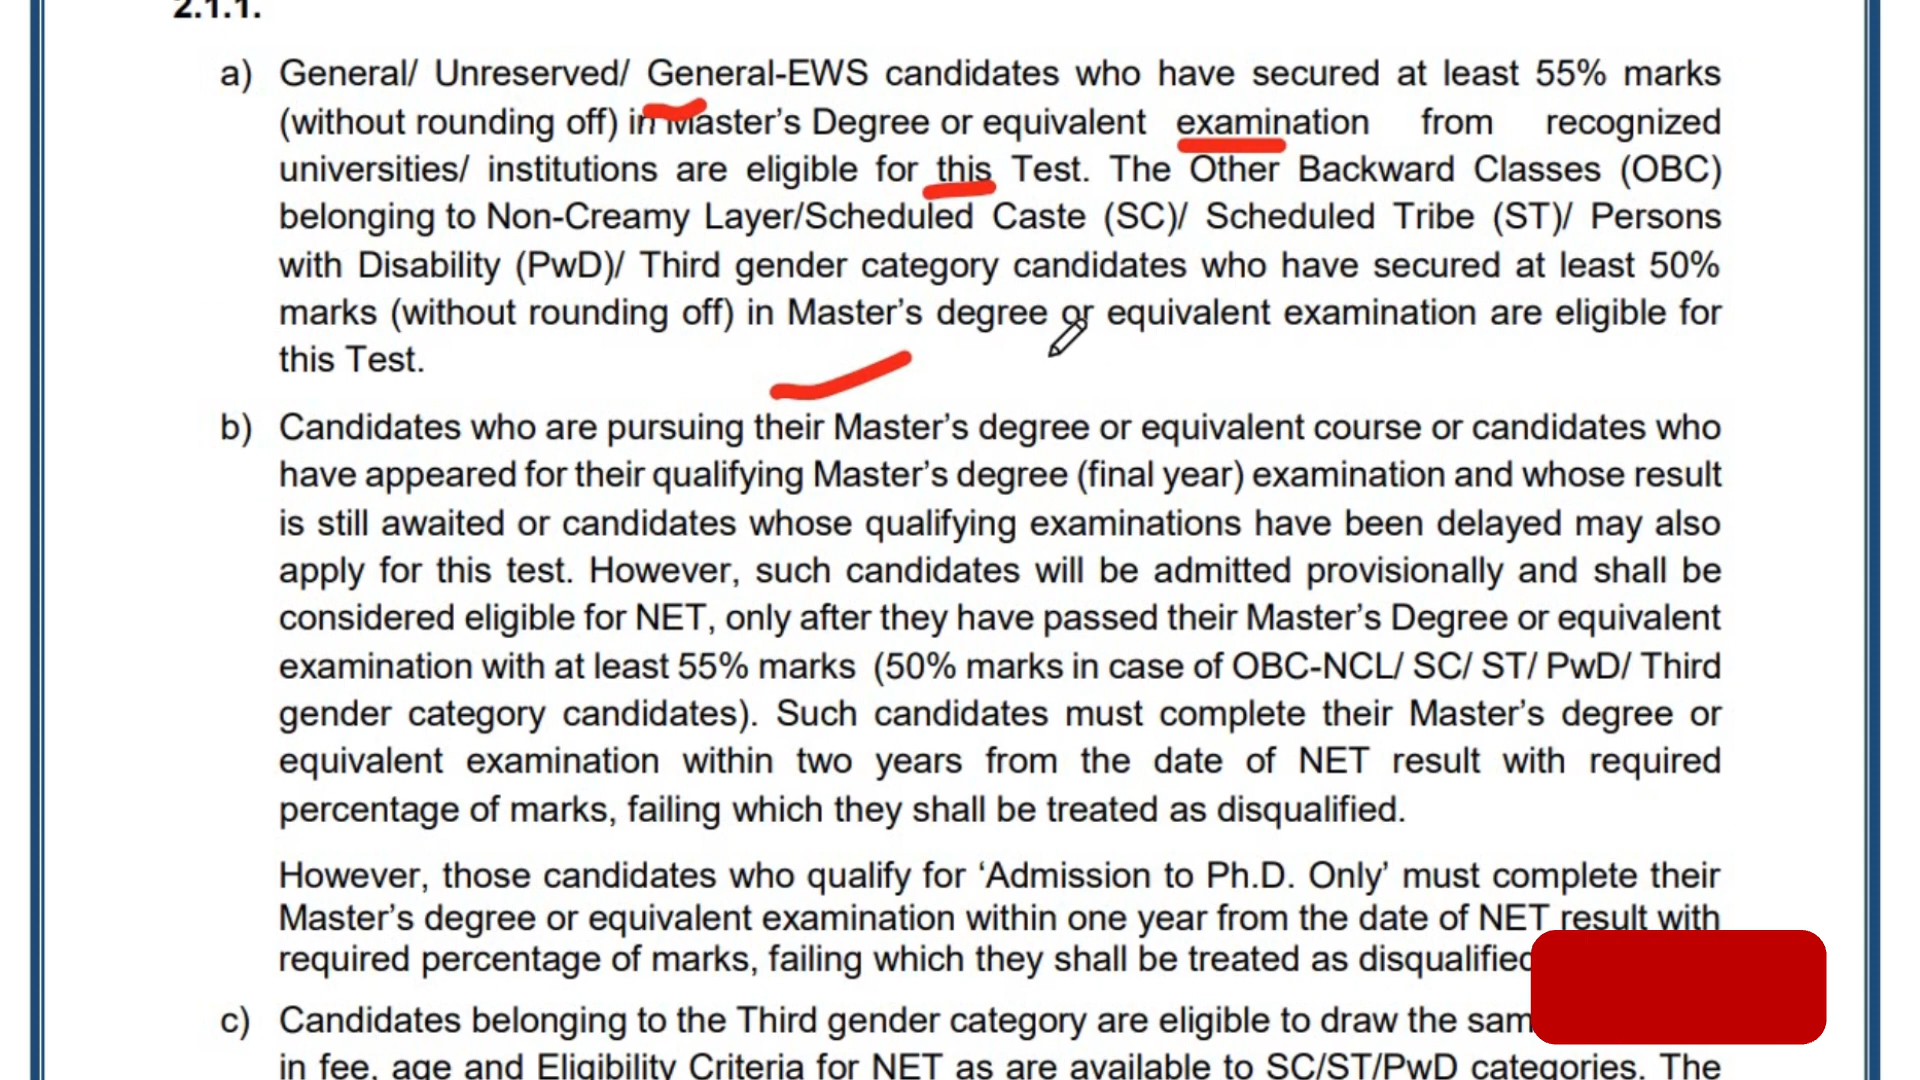 2.1.1.
a) General/ Unreserved/ General-EWS candidates who have secured at least 55% marks
(without rounding off) in Master’s Degree or equivalent examination from recognized
universities/ institutions are eligible for this Test. The Other Backward Classes (OBC)
belonging to Non-Creamy Layer/Scheduled Caste (SC)/ Scheduled Tribe (ST)/ Persons
with Disability (PwD)/ Third gender category candidates who have secured at least 50%
marks (without rounding off) in Master’s degree or equivalent examination are eligible for
this Test.
b) Candidates who are pursuing their Master’s degree or equivalent course or candidates who
have appeared for their qualifying Master’s degree (final year) examination and whose result
is still awaited or candidates whose qualifying examinations have been delayed may also
apply for this test. However, such candidates will be admitted provisionally and shall be
considered eligible for NET, only after they have passed their Master’s Degree or equivalent
examination with at least 55% marks (50% marks in case of OBC-NCL/ SC/ ST/ PwD/ Third
gender category candidates). Such candidates must complete their Master’s degree or
equivalent examination within two years from the date of NET result with required
percentage of marks, failing which they shall be treated as disqualified.
However, those candidates who qualify for ‘Admission to Ph.D. Only’ must complete their
Master’s degree or equivalent examination within one year from the date of NET result with
required percentage of marks, failing which they shall be treated as
c) Candidates belonging to the Third gender category are eligible to draw the
in fee, age and Eligibility Criteria for NET as are available to SC/ST/PwD categories. The